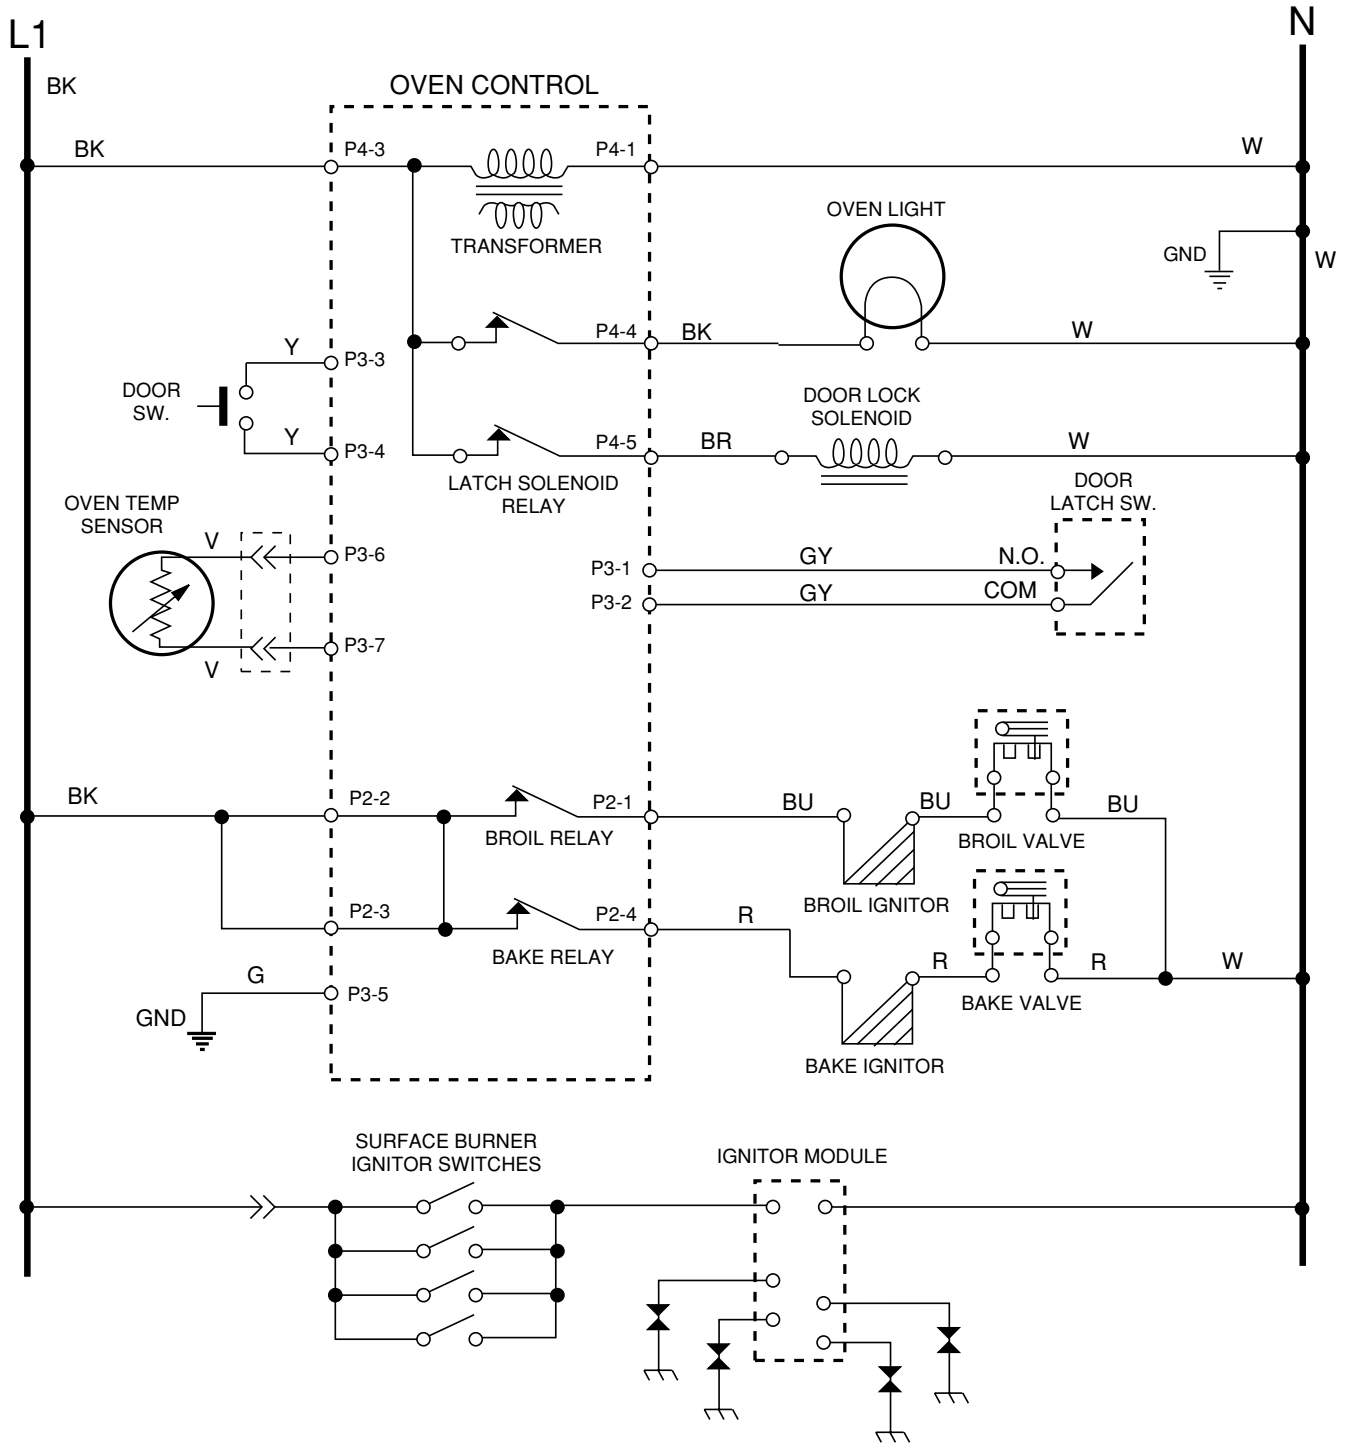 L1
N
BK
OVEN CONTROL
BK
P4-3
P4-1
W
TRANSFORMER
OVEN LIGHT
GND
W
P4-4
BK
W
Y
P3-3
DOOR
SW.
Y
P3-4
DOOR LOCK
SOLENOID
P4-5
BR
W
LATCH SOLENOID
RELAY
DOOR
LATCH SW.
OVEN TEMP
SENSOR
V
P3-6
P3-1
GY
N.O.
P3-2
GY
COM
V
P3-7
BK
P2-2
P2-1
BROIL RELAY
BU
BU
BU
BROIL VALVE
BROIL IGNITOR
P2-3
P2-4
R
BAKE RELAY
R
R
W
BAKE VALVE
G
P3-5
GND
BAKE IGNITOR
SURFACE BURNER
IGNITOR SWITCHES
IGNITOR MODULE